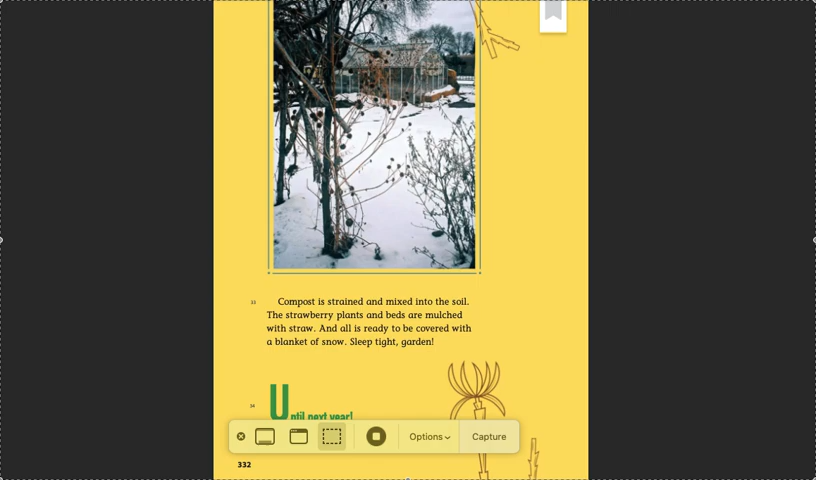 33
Compost is strained and mixed into the soil.
The strawberry plants and beds are mulched
with straw. And all is ready to be covered with
a blanket of snow. Sleep tight, garden!
34
Until next year!
Options
Capture
332